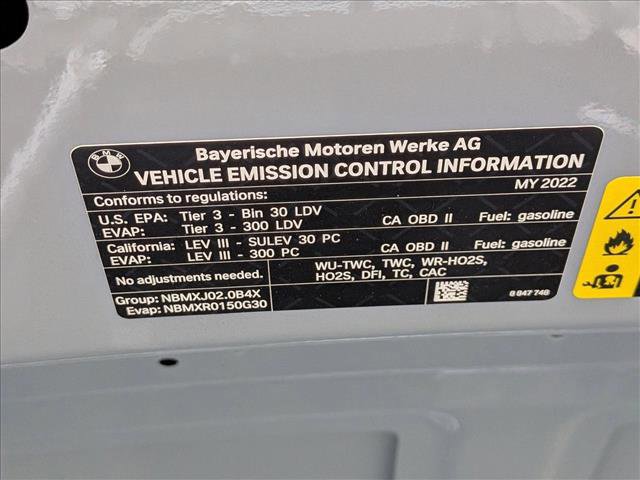 BMW
Bayerische Motoren Werke AG
VEHICLE EMISSION CONTROL INFORMATION
MY 2022
Conforms to regulations:
U.S. EPA: Tier 3 - Bin 30 LDV CA OBD II Fuel: gasoline
EVAP: Tier 3 - 300 LDV
California: LEV III - SULEV 30 PC CA OBD II Fuel: gasoline
EVAP: LEV III - 300 PC
No adjustments needed.
WU-TWC, TWC, WR-HO2S,
HO2S, DFI, TC, CAC
Group: NBMXJ02.0B4X
Evap: NBMXR0150G30
8 847 748